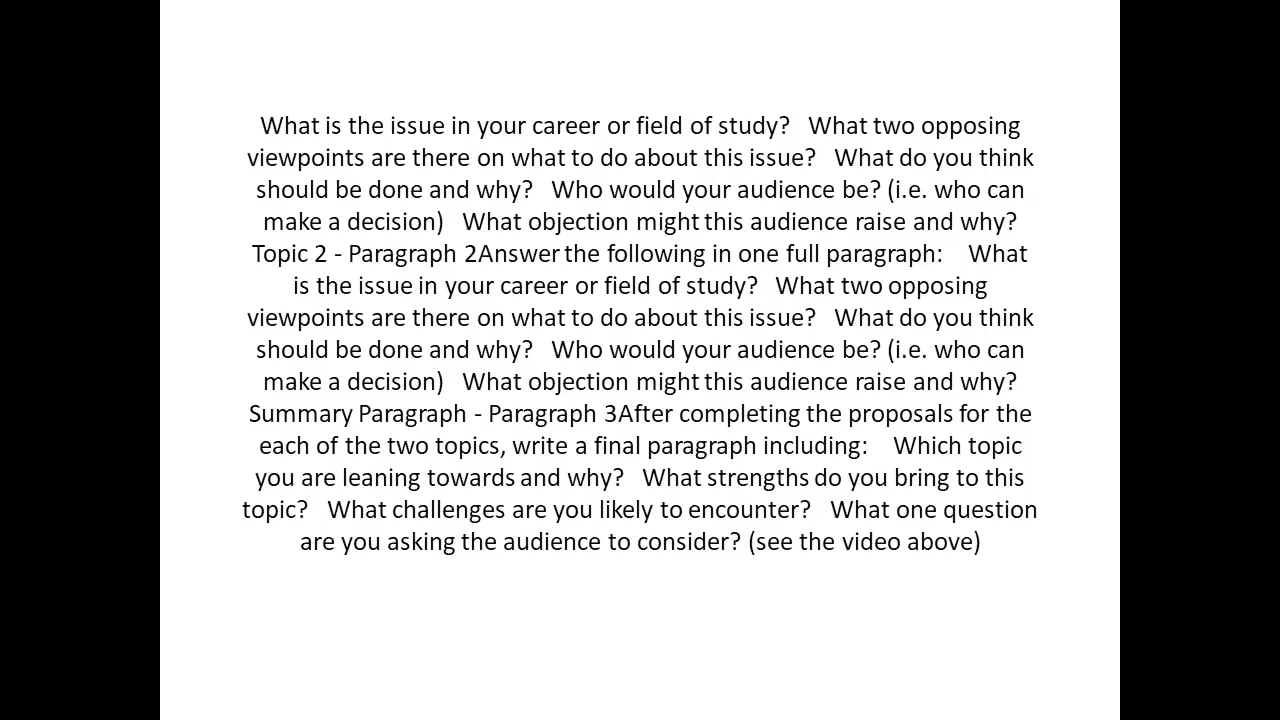 What is the issue in your career or field of study?   What two opposing
viewpoints are there on what to do about this issue?   What do you think
should be done and why?   Who would your audience be? (i.e. who can
make a decision)   What objection might this audience raise and why?
Topic 2 - Paragraph 2Answer the following in one full paragraph:    What
is the issue in your career or field of study?   What two opposing
viewpoints are there on what to do about this issue?   What do you think
should be done and why?   Who would your audience be? (i.e. who can
make a decision)   What objection might this audience raise and why?
Summary Paragraph - Paragraph 3After completing the proposals for the
each of the two topics, write a final paragraph including:    Which topic
you are leaning towards and why?   What strengths do you bring to this
topic?   What challenges are you likely to encounter?   What one question
are you asking the audience to consider? (see the video above)